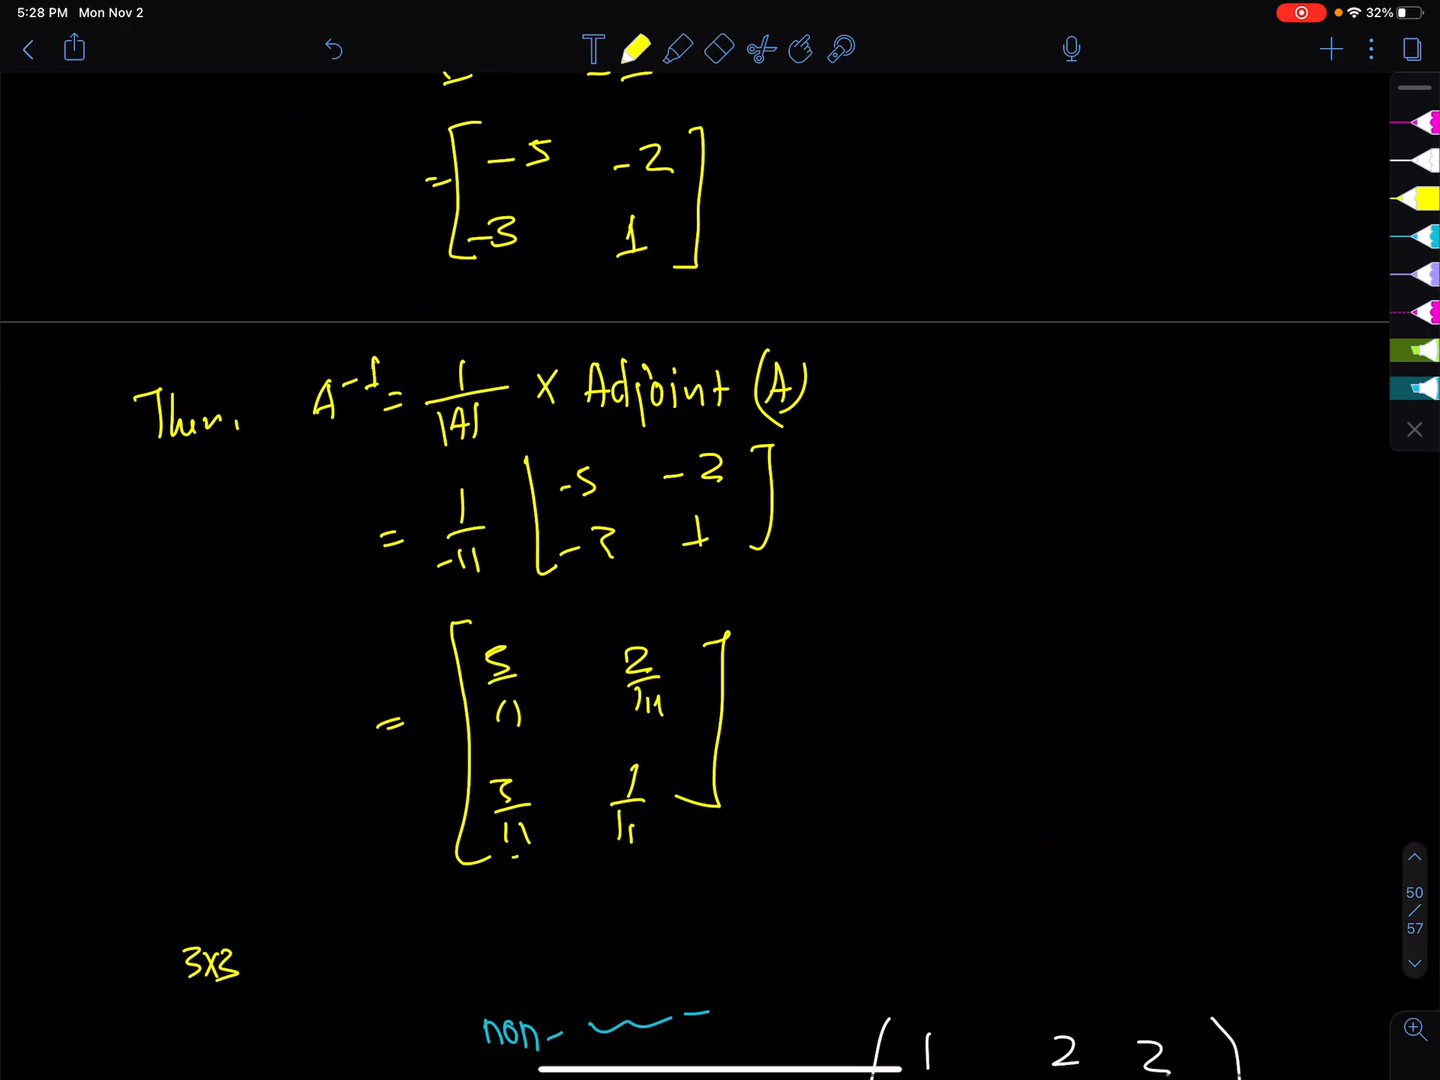 5:28 PM Mon Nov 2
32%
T
= [ -5 -2
-3 1 ]
Then, A⁻¹ = 1/|A| × Adjoint (A)
= 1/-11 [ -5 -2
-3 1 ]
= [ 5/11 2/11
3/11 1/11 ]
3x3
non-
( 1 2 2 )
50
/
57